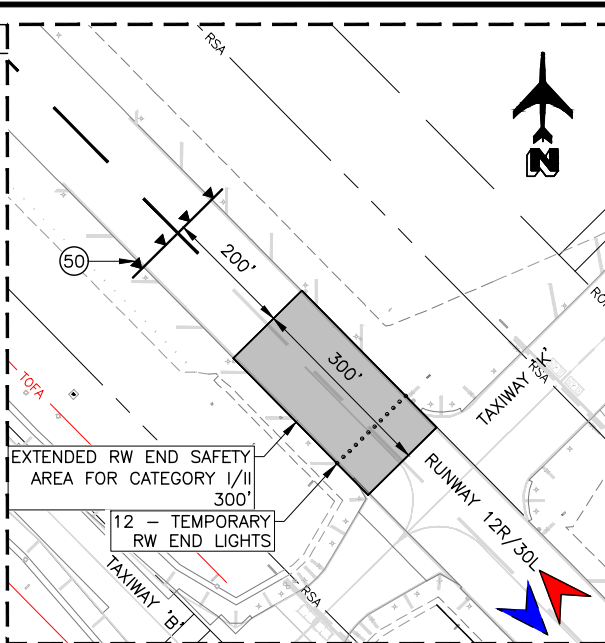 RSA
N
50
200'
300'
TAXIWAY 'K'
RSA
TOFA
EXTENDED RW END SAFETY
AREA FOR CATEGORY I/II
300'
12 – TEMPORARY
RW END LIGHTS
RUNWAY 12R/30L
TAXIWAY 'B'
RSA